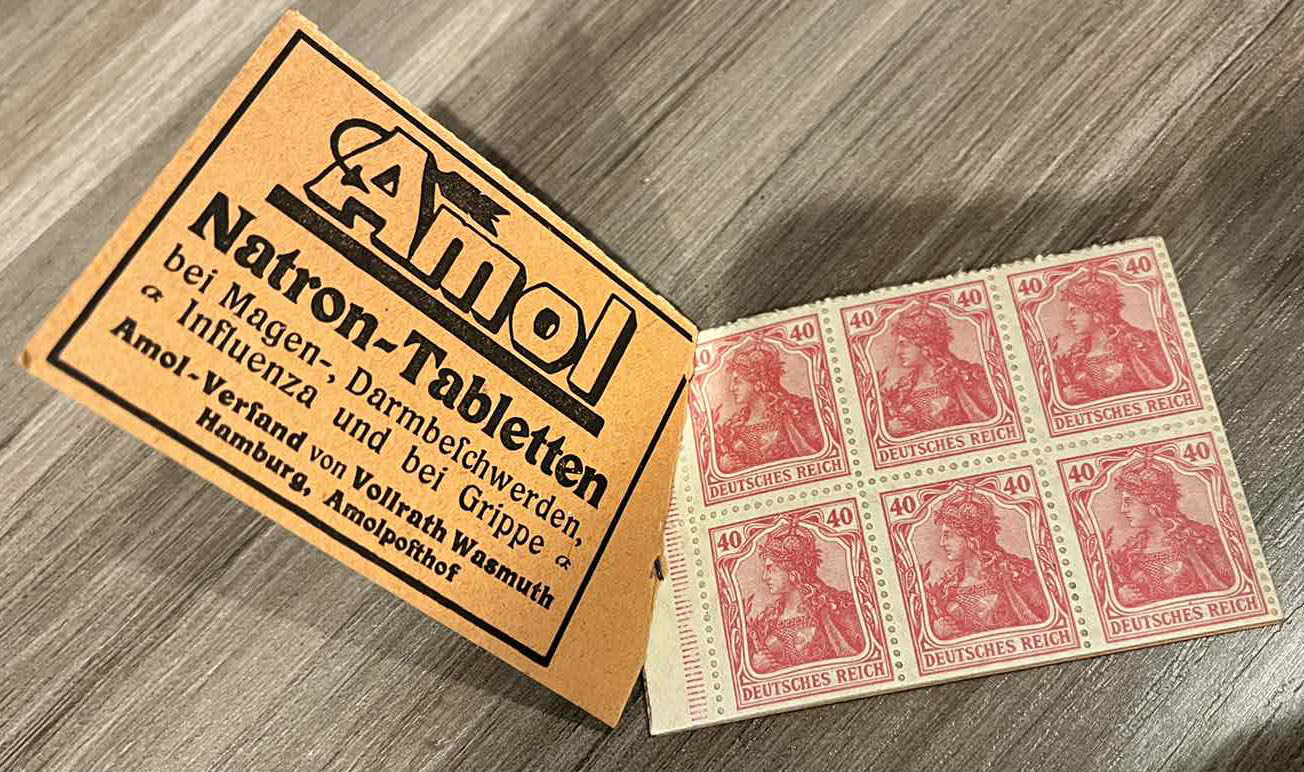 Amol
Natron-Tabletten
bei Magen-, Darmbeſchwerden,
Influenza und bei Grippe
Amol-Verſand von Vollrath Wasmuth
Hamburg, Amolpoſthof
0 40
40 40
40 40
DEUTSCHES REICH
DEUTSCHES REICH
DEUTSCHES REICH
40 40
40 40
40 40
DEUTSCHES REICH
DEUTSCHES REICH
DEUTSCHES REICH